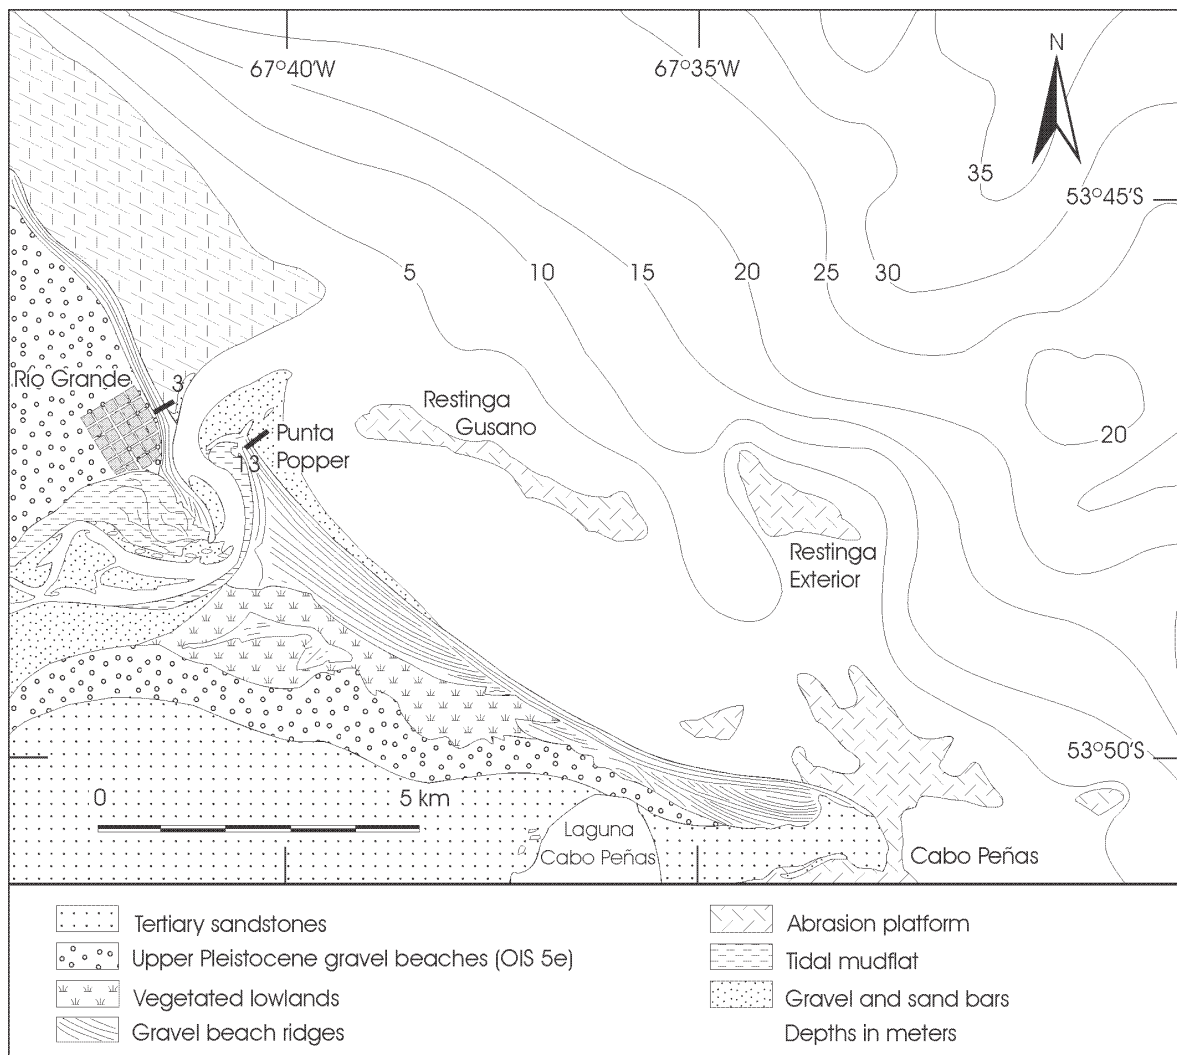 67°40'W
67°35'W
N
35
53°45'S
5
10
15
20
25
30
Río Grande
3
Restinga
Gusano
Punta
Popper
13
20
Restinga
Exterior
53°50'S
0
5 km
Laguna
Cabo Peñas
Cabo Peñas
Tertiary sandstones
Upper Pleistocene gravel beaches (OIS 5e)
Vegetated lowlands
Gravel beach ridges
Abrasion platform
Tidal mudflat
Gravel and sand bars
Depths in meters